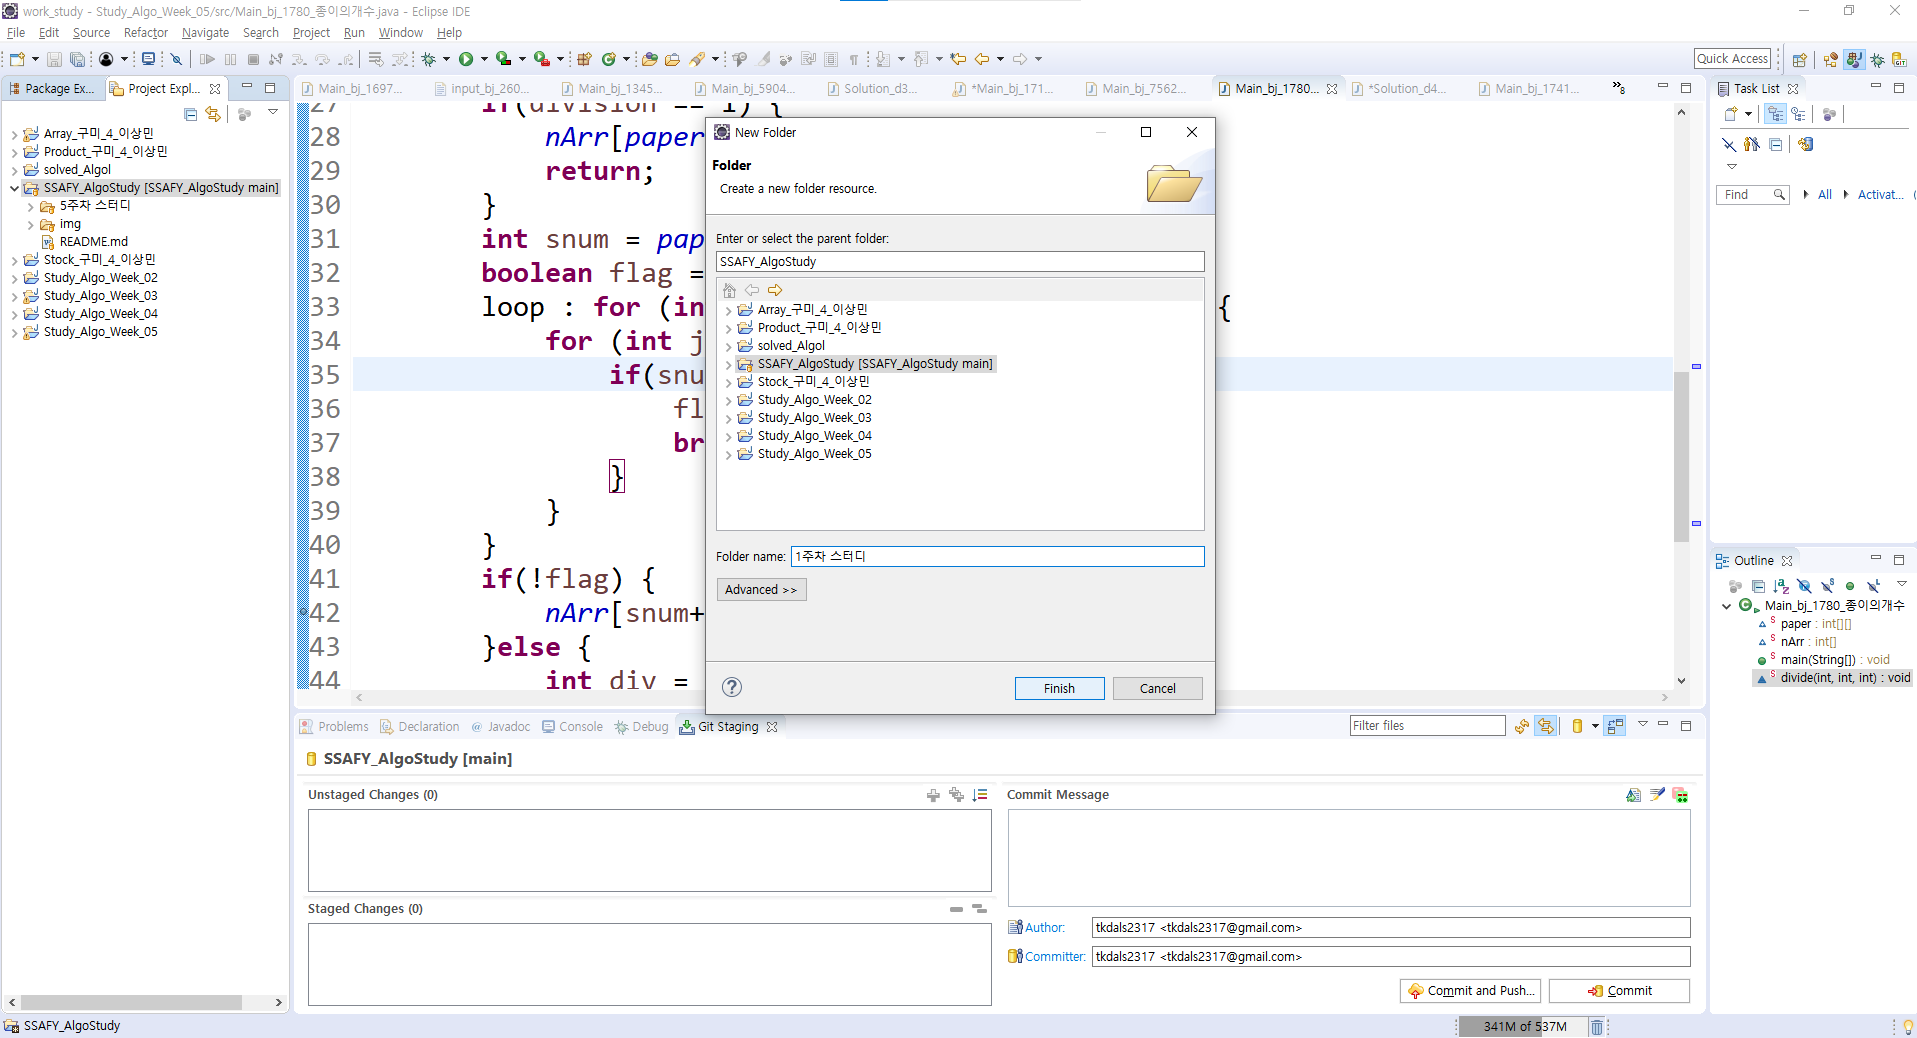 work_study - Study_Algo_Week_05/src/Main_bj_1780_종이의개수.java - Eclipse IDE
File Edit Source Refactor Navigate Search Project Run Window Help
Quick Access
Package Ex... Project Expl...
Array_구미_4_이상민
Product_구미_4_이상민
solved_Algol
SSAFY_AlgoStudy [SSAFY_AlgoStudy main]
5주차 스터디
img
README.md
Stock_구미_4_이상민
Study_Algo_Week_02
Study_Algo_Week_03
Study_Algo_Week_04
Study_Algo_Week_05
Main_bj_1697... input_bj_260... Main_bj_1345... Main_bj_5904... Solution_d3... *Main_bj_171... Main_bj_7562... Main_bj_1780... *Solution_d4... Main_bj_1741... »8
27 if(division == 1) {
28 nArr[paper
29 return;
30 }
31 int snum = pap
32 boolean flag =
33 loop : for (in {
34 for (int j
35 if(snu
36 fl
37 br
38 }
39 }
40 }
41 if(!flag) {
42 nArr[snum+
43 }else {
44 int div =
New Folder
Folder
Create a new folder resource.
Enter or select the parent folder:
SSAFY_AlgoStudy
Array_구미_4_이상민
Product_구미_4_이상민
solved_Algol
SSAFY_AlgoStudy [SSAFY_AlgoStudy main]
Stock_구미_4_이상민
Study_Algo_Week_02
Study_Algo_Week_03
Study_Algo_Week_04
Study_Algo_Week_05
Folder name: 1주차 스터디
Advanced >>
Finish Cancel
Task List
Find All Activat...
Outline
Main_bj_1780_종이의개수
paper : int[][]
nArr : int[]
main(String[]) : void
divide(int, int, int) : void
Problems Declaration Javadoc Console Debug Git Staging
Filter files
SSAFY_AlgoStudy [main]
Unstaged Changes (0)
Staged Changes (0)
Commit Message
Author: tkdals2317 <tkdals2317@gmail.com>
Committer: tkdals2317 <tkdals2317@gmail.com>
Commit and Push... Commit
SSAFY_AlgoStudy
341M of 537M